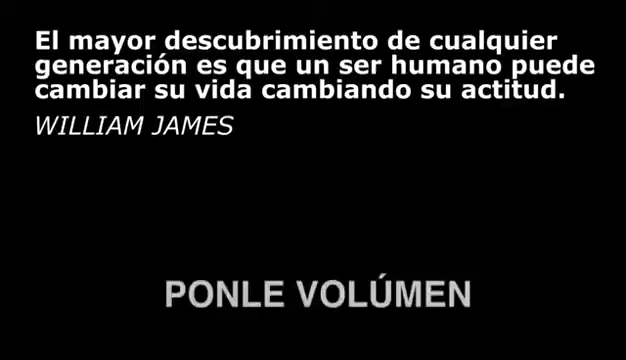 El mayor descubrimiento de cualquier
generación es que un ser humano puede
cambiar su vida cambiando su actitud.
WILLIAM JAMES
PONLE VOLÚMEN